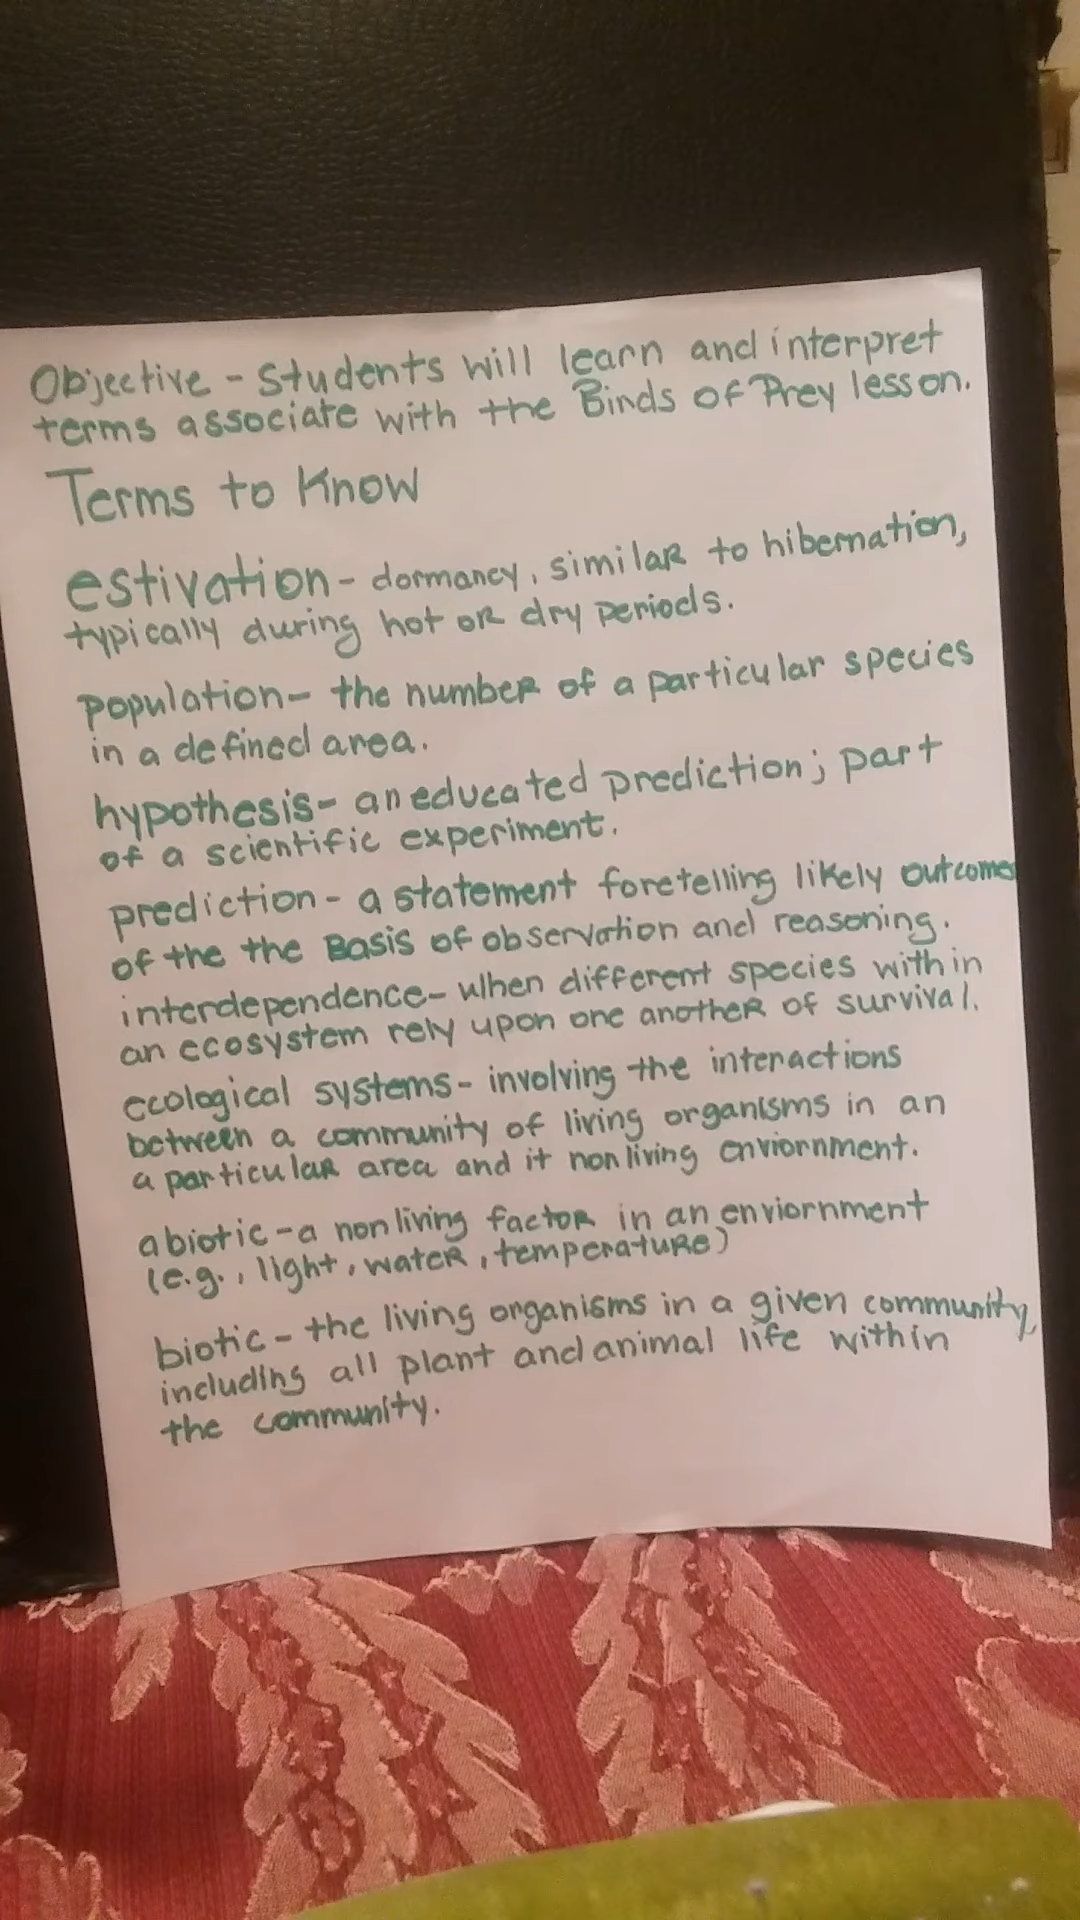 Objective - Students will learn and interpret
terms associate with the Birds of Prey lesson.
Terms to Know
estivation - dormancy, similar to hibernation,
typically during hot or dry periods.
population - the number of a particular species
in a defined area.
hypothesis - an educated prediction; part
of a scientific experiment.
prediction - a statement foretelling likely outcomes
of the the Basis of observation and reasoning.
interdependence - when different species within
an ecosystem rely upon one another of survival.
ecological systems - involving the interactions
between a community of living organisms in an
a particular area and it nonliving enviornment.
abiotic - a nonliving factor in an enviornment
(e.g., light, water, temperature)
biotic - the living organisms in a given community,
including all plant and animal life within
the community.